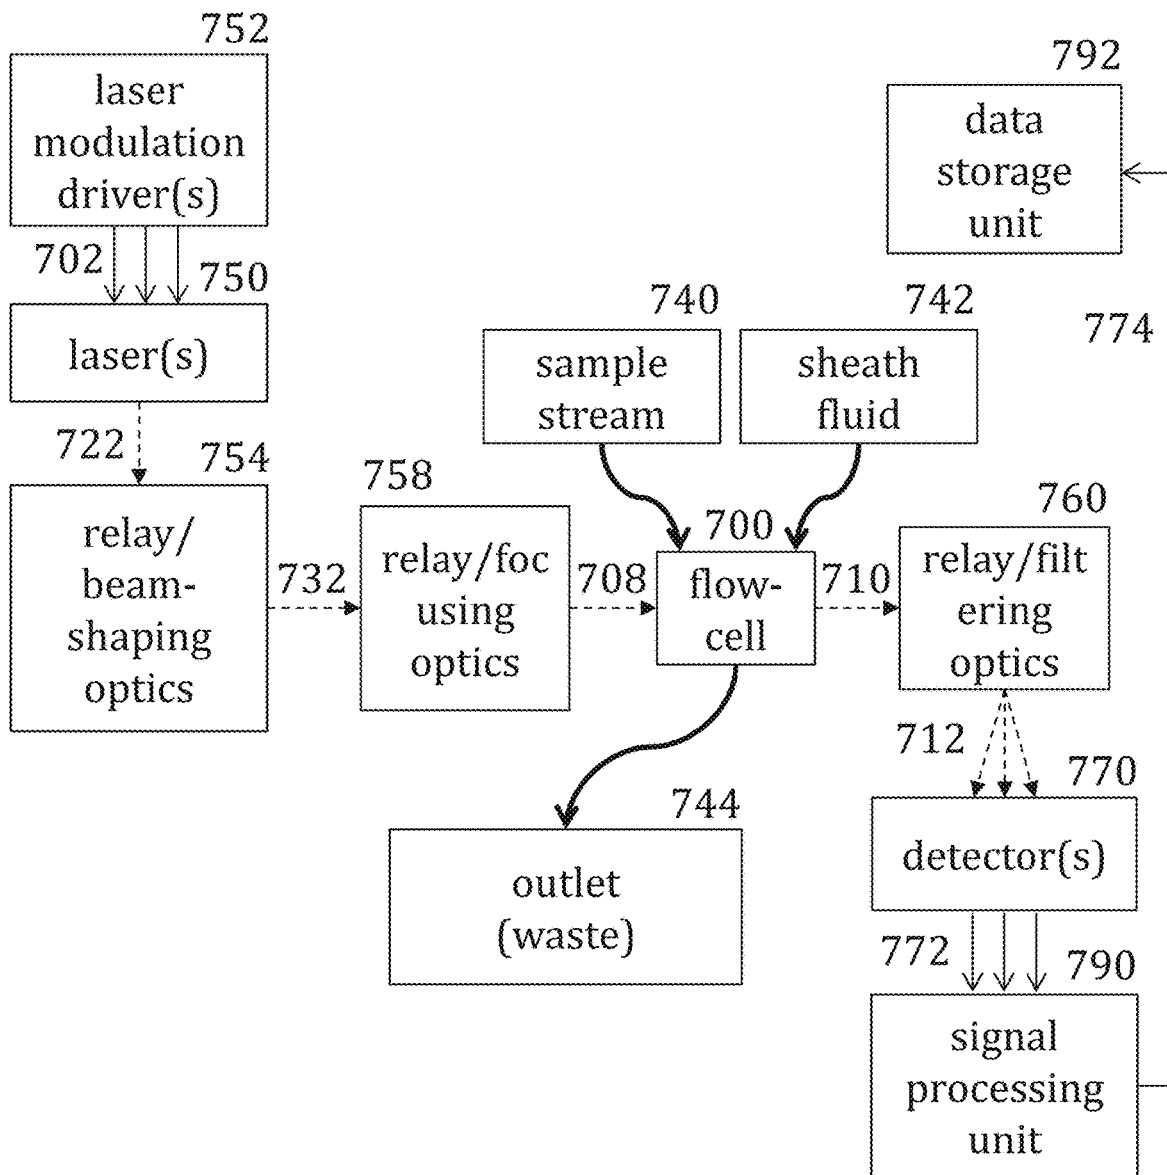 752
laser
modulation
driver(s)
792
data
storage
unit
702
750
laser(s)
740
sample
stream
742
sheath
fluid
774
722
754
relay/
beam-
shaping
optics
732
758
relay/foc
using
optics
708
700
flow-
cell
710
760
relay/filt
ering
optics
712
770
detector(s)
744
outlet
(waste)
772
790
signal
processing
unit